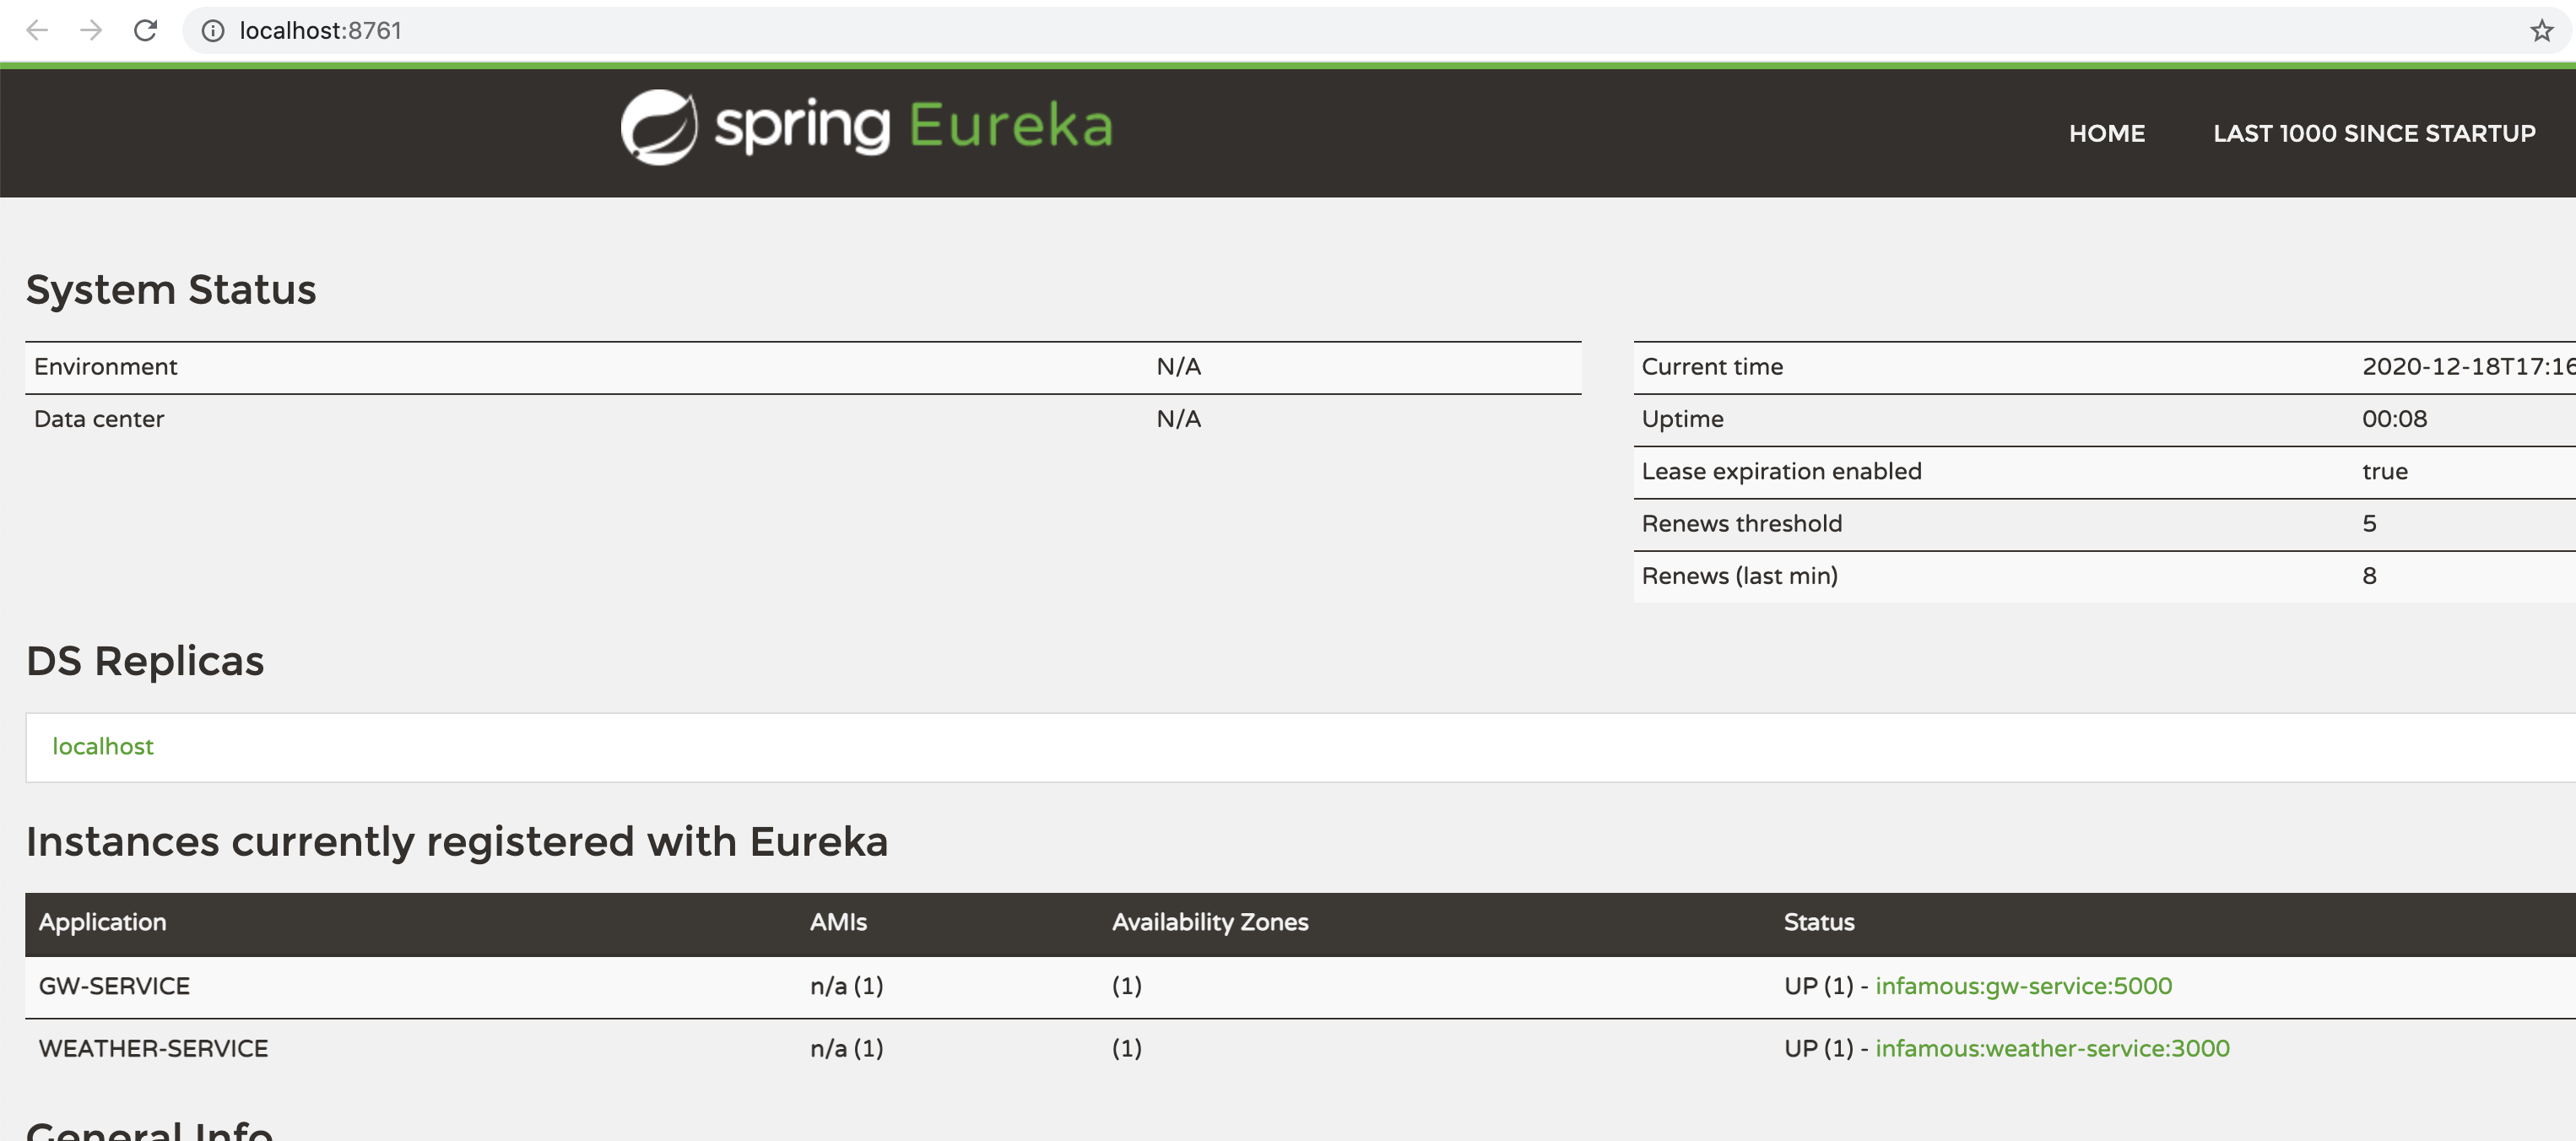 localhost:8761
spring Eureka
HOME LAST 1000 SINCE STARTUP
System Status
Environment N/A
Data center N/A
Current time 2020-12-18T17:16
Uptime 00:08
Lease expiration enabled true
Renews threshold 5
Renews (last min) 8
DS Replicas
localhost
Instances currently registered with Eureka
Application AMIs Availability Zones Status
GW-SERVICE n/a (1) (1) UP (1) - infamous:gw-service:5000
WEATHER-SERVICE n/a (1) (1) UP (1) - infamous:weather-service:3000
General Info